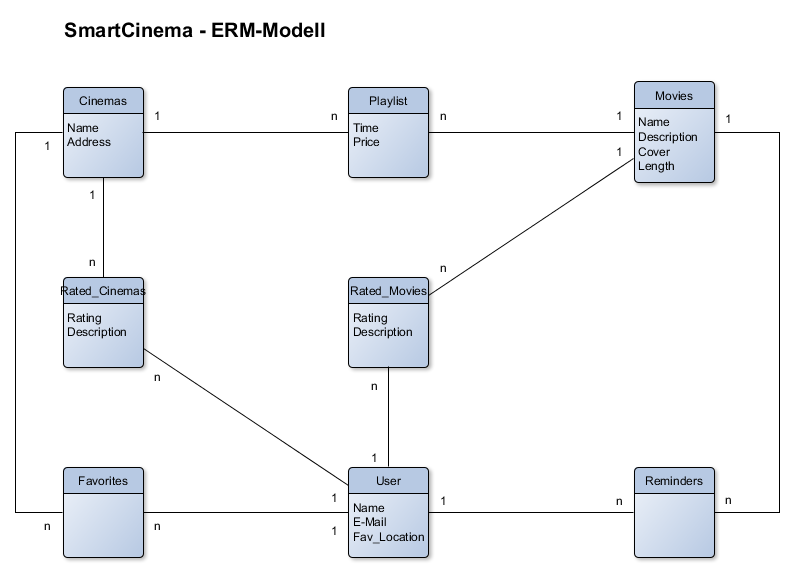 SmartCinema - ERM-Modell
Cinemas
Name
Address
1
n
Playlist
Time
Price
n
1
Movies
Name
Description
Cover
Length
1
1
1
1
n
n
Rated_Cinemas
Rating
Description
n
Rated_Movies
Rating
Description
n
1
Favorites
n
n
1
1
User
Name
E-Mail
Fav_Location
1
n
Reminders
n